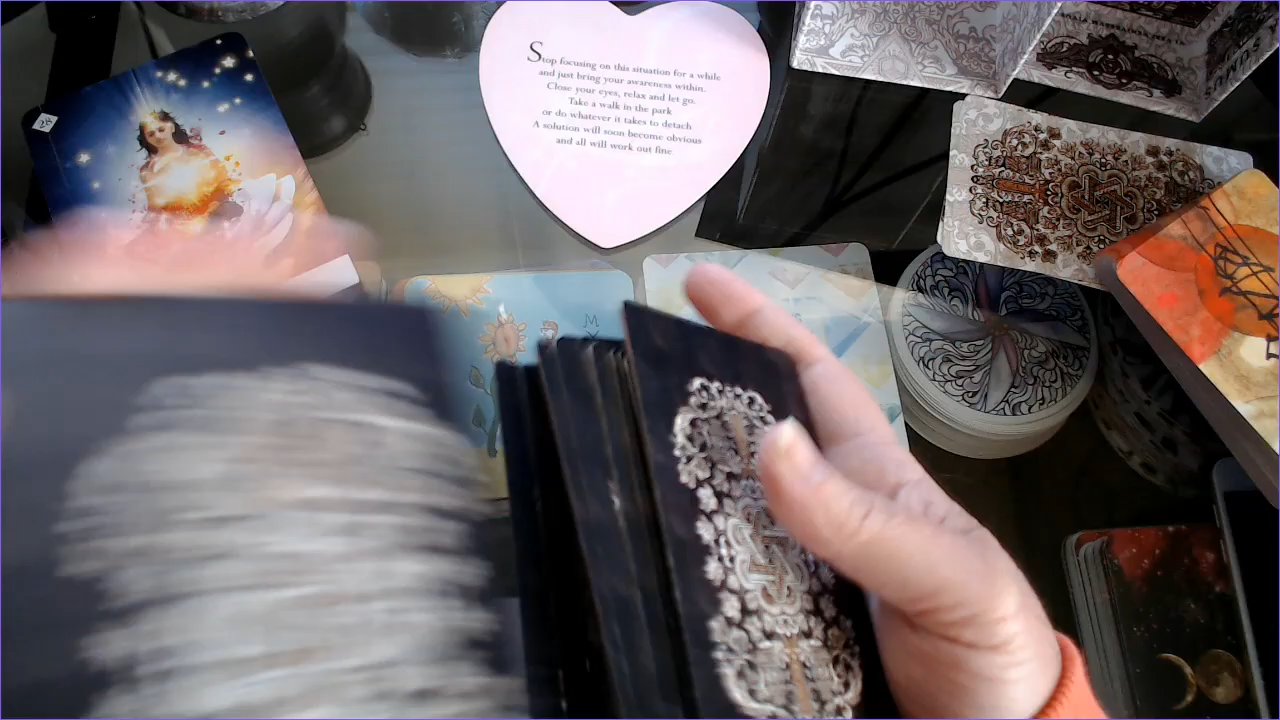 Stop focusing on this situation for a while
and just bring your awareness within.
Close your eyes, relax and let go.
Take a walk in the park
or do whatever it takes to detach
A solution will soon become obvious
and all will work out fine